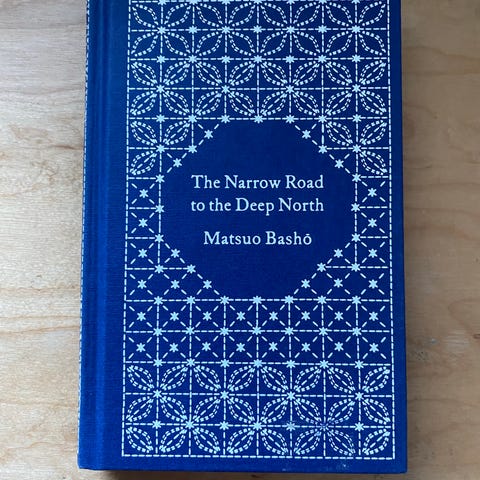 The Narrow Road
to the Deep North
Matsuo Bashō